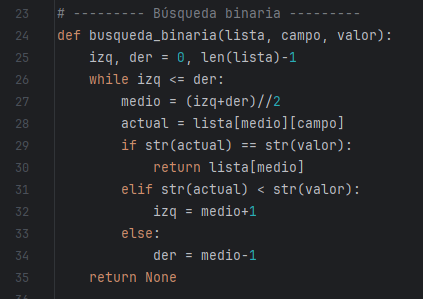 23 # --------- Búsqueda binaria ---------
24 def busqueda_binaria(lista, campo, valor):
25     izq, der = 0, len(lista)-1
26     while izq <= der:
27         medio = (izq+der)//2
28         actual = lista[medio][campo]
29         if str(actual) == str(valor):
30             return lista[medio]
31         elif str(actual) < str(valor):
32             izq = medio+1
33         else:
34             der = medio-1
35     return None